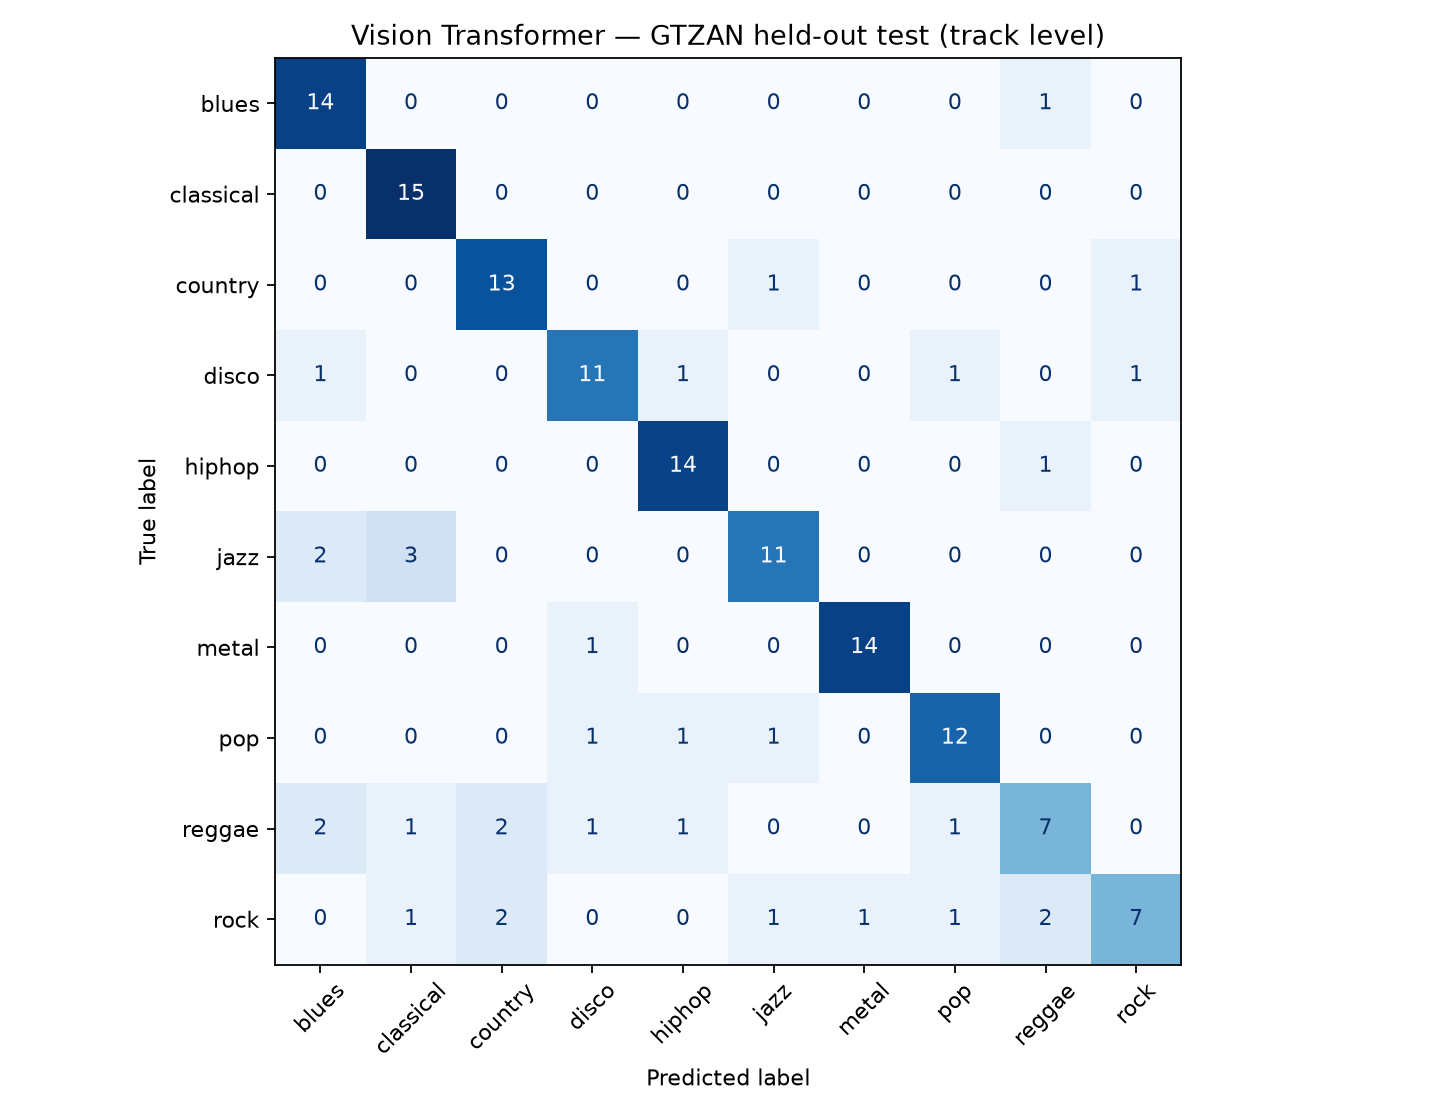 Vision Transformer — GTZAN held-out test (track level)
blues 14 0 0 0 0 0 0 0 1 0
classical 0 15 0 0 0 0 0 0 0 0
country 0 0 13 0 0 1 0 0 0 1
disco 1 0 0 11 1 0 0 1 0 1
hiphop 0 0 0 0 14 0 0 0 1 0
jazz 2 3 0 0 0 11 0 0 0 0
metal 0 0 0 1 0 0 14 0 0 0
pop 0 0 0 1 1 1 0 12 0 0
reggae 2 1 2 1 1 0 0 1 7 0
rock 0 1 2 0 0 1 1 1 2 7
True label
blues classical country disco hiphop jazz metal pop reggae rock
Predicted label